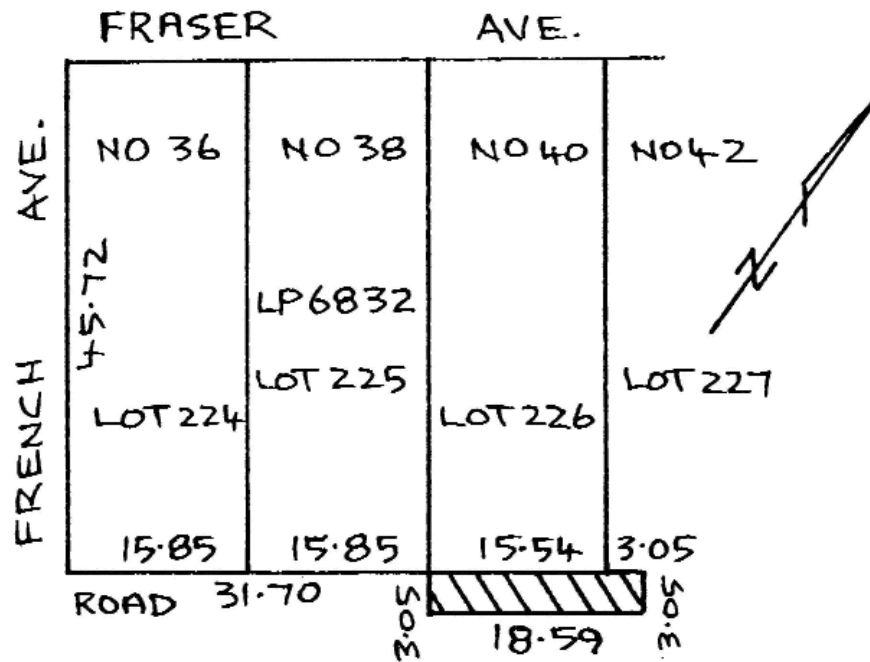 FRASER AVE.
FRENCH AVE.
NO 36
NO 38
NO 40
NO 42
45.72
LP 6832
LOT 225
LOT 227
LOT 224
LOT 226
15.85
15.85
15.54
3.05
ROAD
31.70
3.05
18.59
3.05
N